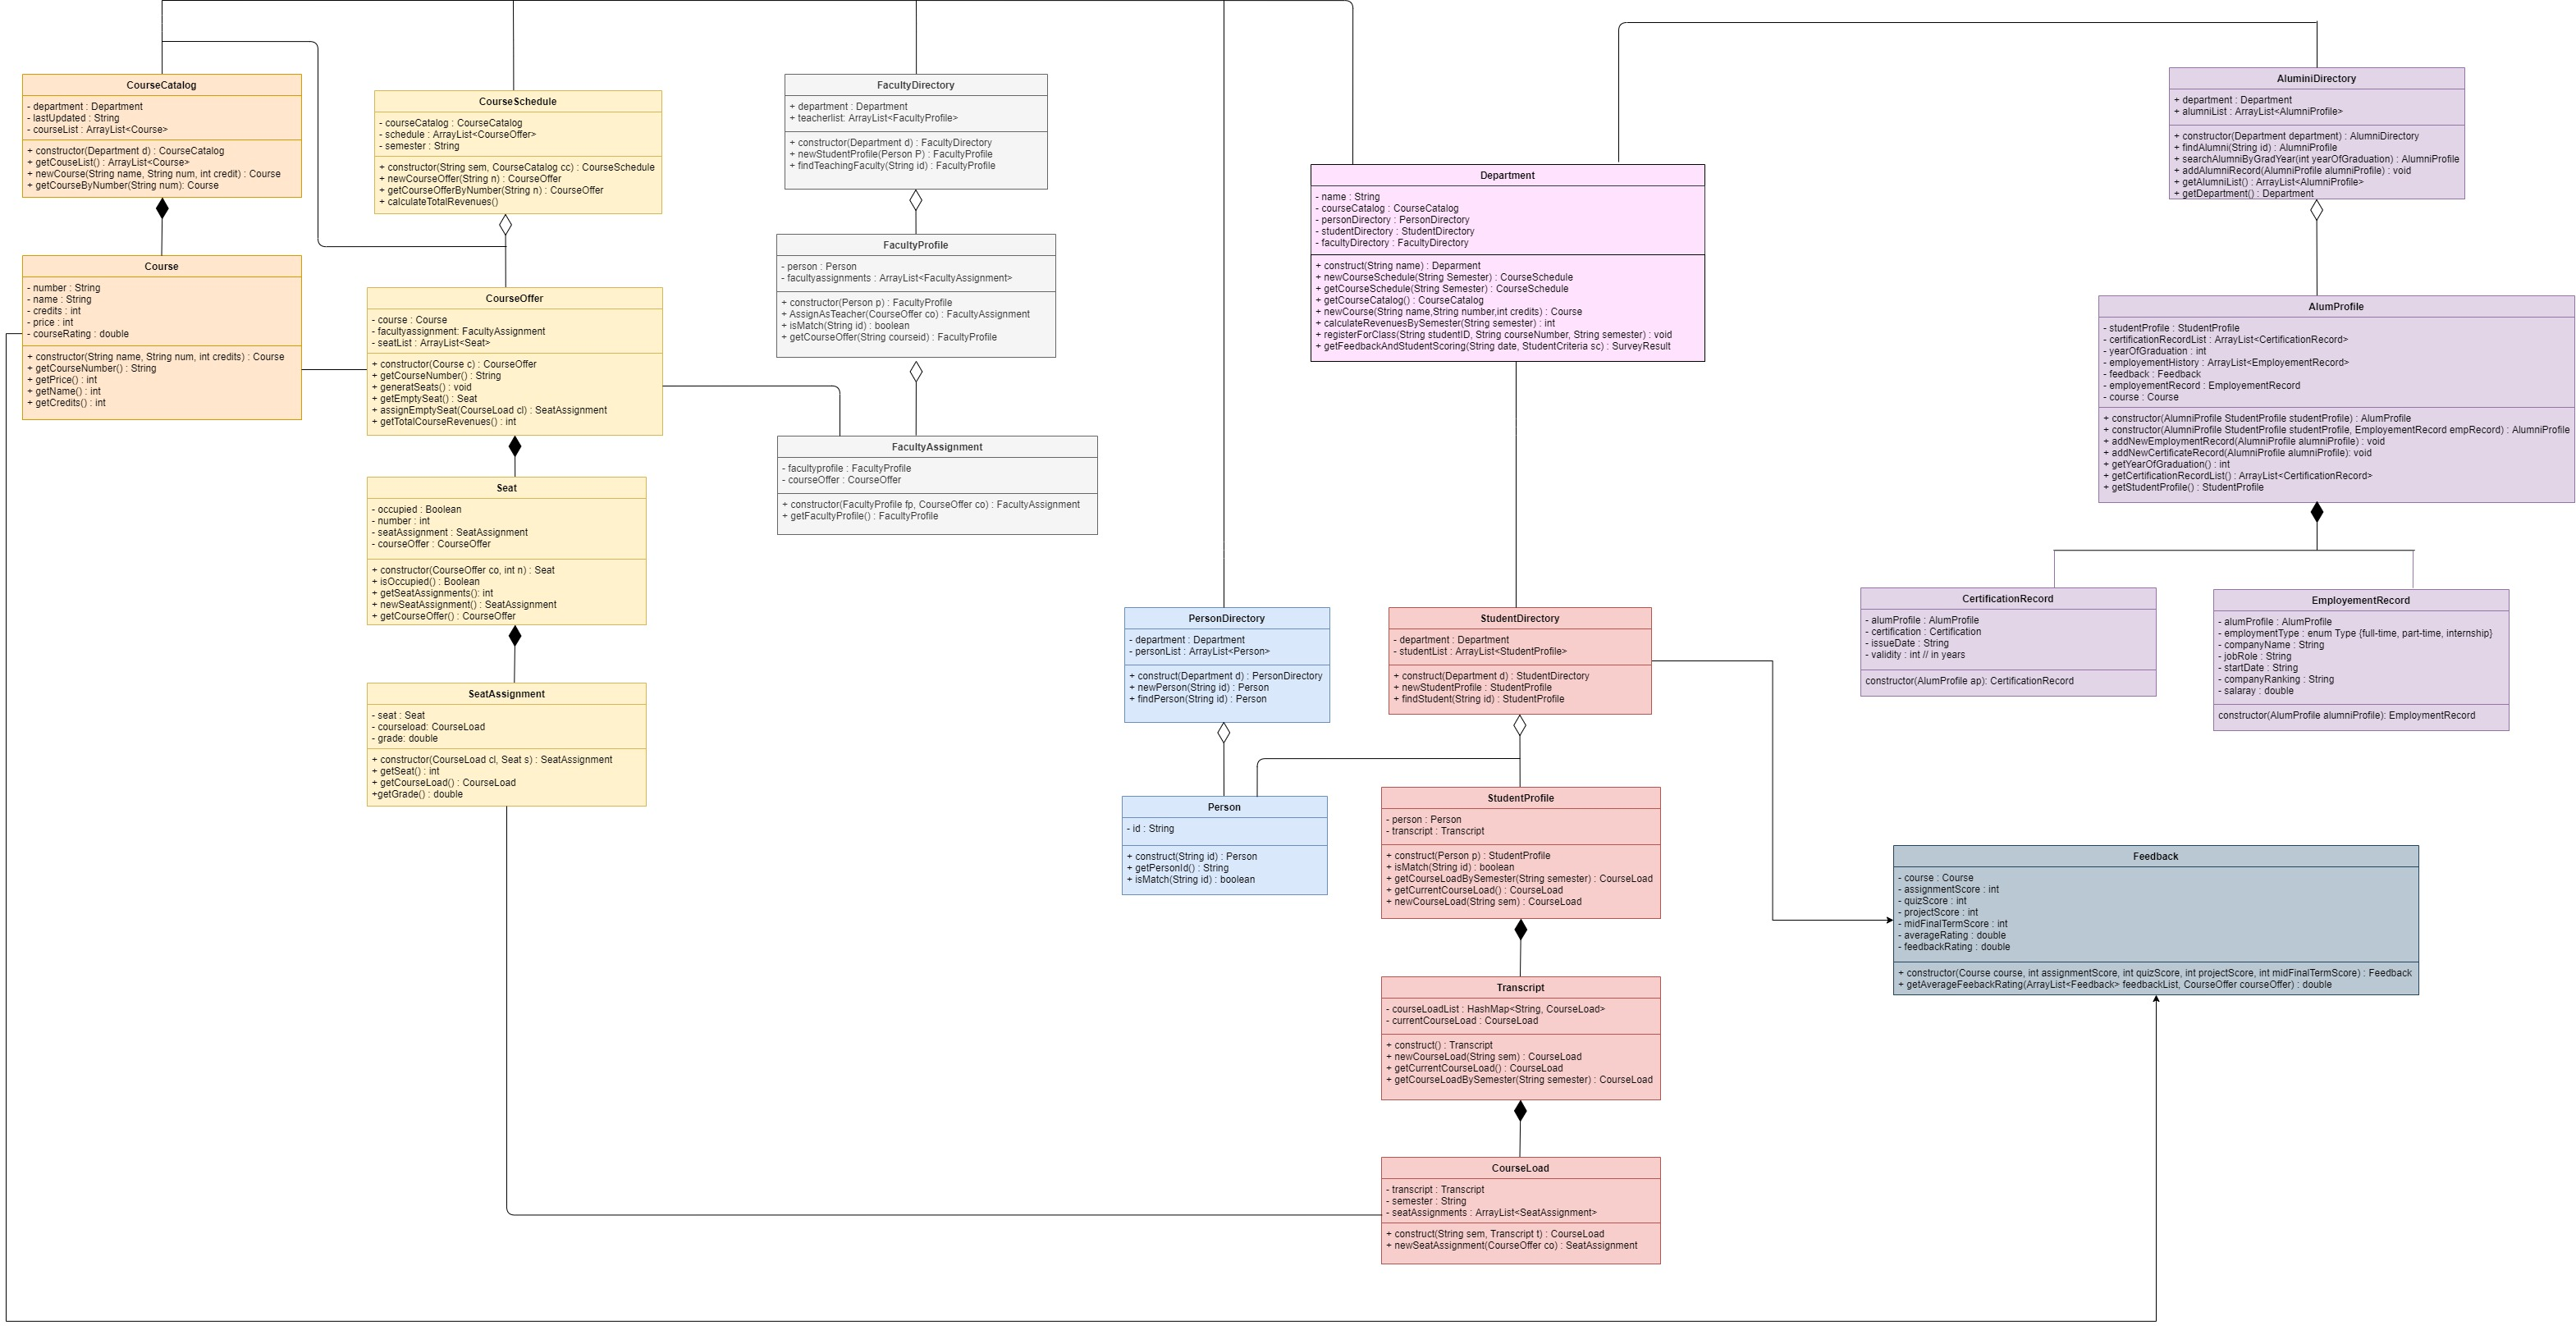 CourseCatalog
- department : Department
- lastUpdated : String
- courseList : ArrayList<Course>
+ constructor(Department d) : CourseCatalog
+ getCouseList() : ArrayList<Course>
+ newCourse(String name, String num, int credit) : Course
+ getCourseByNumber(String num): Course
Course
- number : String
- name : String
- credits : int
- price : int
- courseRating : double
+ constructor(String name, String num, int credits) : Course
+ getCourseNumber() : String
+ getPrice() : int
+ getName() : int
+ getCredits() : int
CourseSchedule
- courseCatalog : CourseCatalog
- schedule : ArrayList<CourseOffer>
- semester : String
+ constructor(String sem, CourseCatalog cc) : CourseSchedule
+ newCourseOffer(String n) : CourseOffer
+ getCourseOfferByNumber(String n) : CourseOffer
+ calculateTotalRevenues()
CourseOffer
- course : Course
- facultyassignment: FacultyAssignment
- seatList : ArrayList<Seat>
+ constructor(Course c) : CourseOffer
+ getCourseNumber() : String
+ generatSeats() : void
+ getEmptySeat() : Seat
+ assignEmptySeat(CourseLoad cl) : SeatAssignment
+ getTotalCourseRevenues() : int
Seat
- occupied : Boolean
- number : int
- seatAssignment : SeatAssignment
- courseOffer : CourseOffer
+ constructor(CourseOffer co, int n) : Seat
+ isOccupied() : Boolean
+ getSeatAssignments(): int
+ newSeatAssignment() : SeatAssignment
+ getCourseOffer() : CourseOffer
SeatAssignment
- seat : Seat
- courseload: CourseLoad
- grade: double
+ constructor(CourseLoad cl, Seat s) : SeatAssignment
+ getSeat() : int
+ getCourseLoad() : CourseLoad
+getGrade() : double
FacultyDirectory
+ department : Department
+ teacherlist: ArrayList<FacultyProfile>
+ constructor(Department d) : FacultyDirectory
+ newStudentProfile(Person P) : FacultyProfile
+ findTeachingFaculty(String id) : FacultyProfile
FacultyProfile
- person : Person
- facultyassignments : ArrayList<FacultyAssignment>
+ constructor(Person p) : FacultyProfile
+ AssignAsTeacher(CourseOffer co) : FacultyAssignment
+ isMatch(String id) : boolean
+ getCourseOffer(String courseid) : FacultyProfile
FacultyAssignment
- facultyprofile : FacultyProfile
- courseOffer : CourseOffer
+ constructor(FacultyProfile fp, CourseOffer co) : FacultyAssignment
+ getFacultyProfile() : FacultyProfile
Department
- name : String
- courseCatalog : CourseCatalog
- personDirectory : PersonDirectory
- studentDirectory : StudentDirectory
- facultyDirectory : FacultyDirectory
+ construct(String name) : Deparment
+ newCourseSchedule(String Semester) : CourseSchedule
+ getCourseSchedule(String Semester) : CourseSchedule
+ getCourseCatalog() : CourseCatalog
+ newCourse(String name,String number,int credits) : Course
+ calculateRevenuesBySemester(String semester) : int
+ registerForClass(String studentID, String courseNumber, String semester) : void
+ getFeedbackAndStudentScoring(String date, StudentCriteria sc) : SurveyResult
PersonDirectory
- department : Department
- personList : ArrayList<Person>
+ construct(Department d) : PersonDirectory
+ newPerson(String id) : Person
+ findPerson(String id) : Person
Person
- id : String
+ construct(String id) : Person
+ getPersonId() : String
+ isMatch(String id) : boolean
StudentDirectory
- department : Department
- studentList : ArrayList<StudentProfile>
+ construct(Department d) : StudentDirectory
+ newStudentProfile : StudentProfile
+ findStudent(String id) : StudentProfile
StudentProfile
- person : Person
- transcript : Transcript
+ construct(Person p) : StudentProfile
+ isMatch(String id) : boolean
+ getCourseLoadBySemester(String semester) : CourseLoad
+ getCurrentCourseLoad() : CourseLoad
+ newCourseLoad(String sem) : CourseLoad
Transcript
- courseLoadList : HashMap<String, CourseLoad>
- currentCourseLoad : CourseLoad
+ construct() : Transcript
+ newCourseLoad(String sem) : CourseLoad
+ getCurrentCourseLoad() : CourseLoad
+ getCourseLoadBySemester(String semester) : CourseLoad
CourseLoad
- transcript : Transcript
- semester : String
- seatAssignments : ArrayList<SeatAssignment>
+ construct(String sem, Transcript t) : CourseLoad
+ newSeatAssignment(CourseOffer co) : SeatAssignment
AluminiDirectory
+ department : Department
+ alumniList : ArrayList<AlumniProfile>
+ constructor(Department department) : AlumniDirectory
+ findAlumni(String id) : AlumniProfile
+ searchAlumniByGradYear(int yearOfGraduation) : AlumniProfile
+ addAlumniRecord(AlumniProfile alumniProfile) : void
+ getAlumniList() : ArrayList<AlumniProfile>
+ getDepartment() : Department
AlumProfile
- studentProfile : StudentProfile
- certificationRecordList : ArrayList<CertificationRecord>
- yearOfGraduation : int
- employementHistory : ArrayList<EmployementRecord>
- feedback : Feedback
- employementRecord : EmployementRecord
- course : Course
+ constructor(AlumniProfile StudentProfile studentProfile) : AlumProfile
+ constructor(AlumniProfile StudentProfile studentProfile, EmployementRecord empRecord) : AlumniProfile
+ addNewEmploymentRecord(AlumniProfile alumniProfile) : void
+ addNewCertificateRecord(AlumniProfile alumniProfile): void
+ getYearOfGraduation() : int
+ getCertificationRecordList() : ArrayList<CertificationRecord>
+ getStudentProfile() : StudentProfile
CertificationRecord
- alumProfile : AlumProfile
- certification : Certification
- issueDate : String
- validity : int // in years
constructor(AlumProfile ap): CertificationRecord
EmployementRecord
- alumProfile : AlumProfile
- employmentType : enum Type {full-time, part-time, internship}
- companyName : String
- jobRole : String
- startDate : String
- companyRanking : String
- salaray : double
constructor(AlumProfile alumniProfile): EmploymentRecord
Feedback
- course : Course
- assignmentScore : int
- quizScore : int
- projectScore : int
- midFinalTermScore : int
- averageRating : double
- feedbackRating : double
+ constructor(Course course, int assignmentScore, int quizScore, int projectScore, int midFinalTermScore) : Feedback
+ getAverageFeebackRating(ArrayList<Feedback> feedbackList, CourseOffer courseOffer) : double